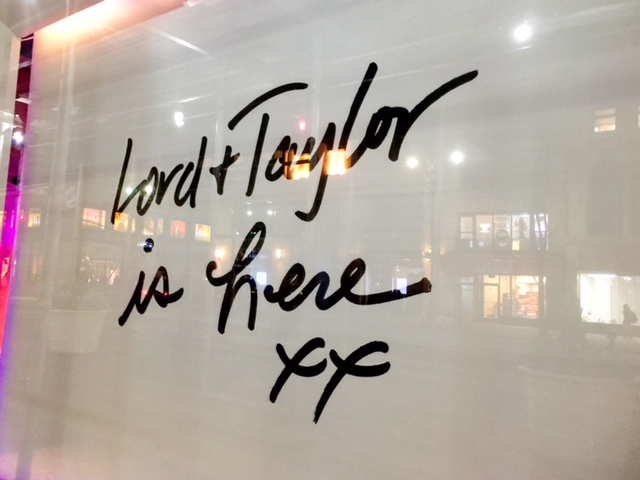 Lord + Taylor
is here
xx